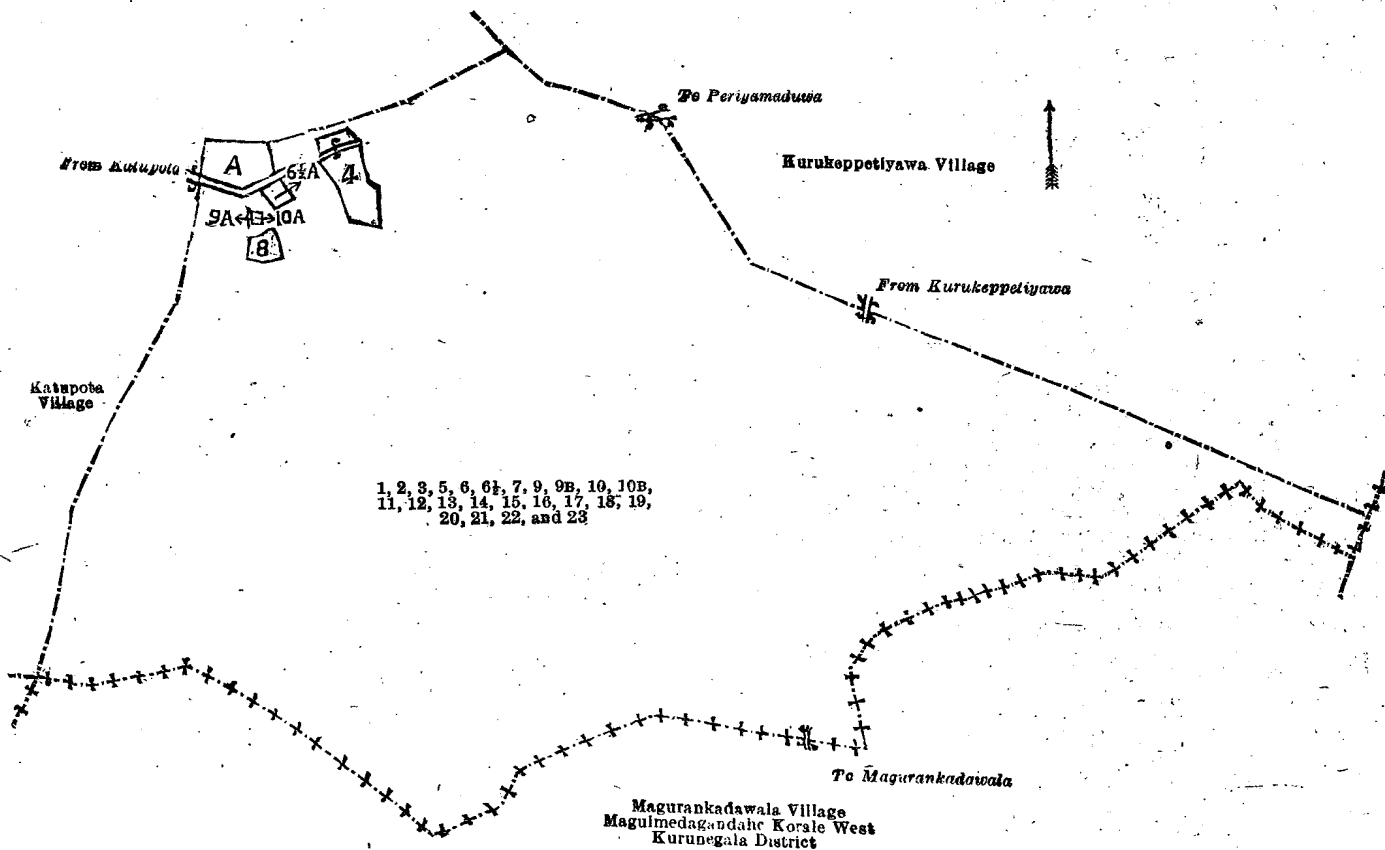 To Periyamaduwa
Kurukeppetiyawa Village
From Katupota
A
6½A
4
9A
10A
8
From Kurukeppetiyawa
Katupota
Village
1, 2, 3, 5, 6, 6½, 7, 9, 9B, 10, 10B,
11, 12, 13, 14, 15, 16, 17, 18, 19,
20, 21, 22, and 23
To Magurankadawala
Magurankadawala Village
Magulmedagandahe Korale West
Kurunegala District